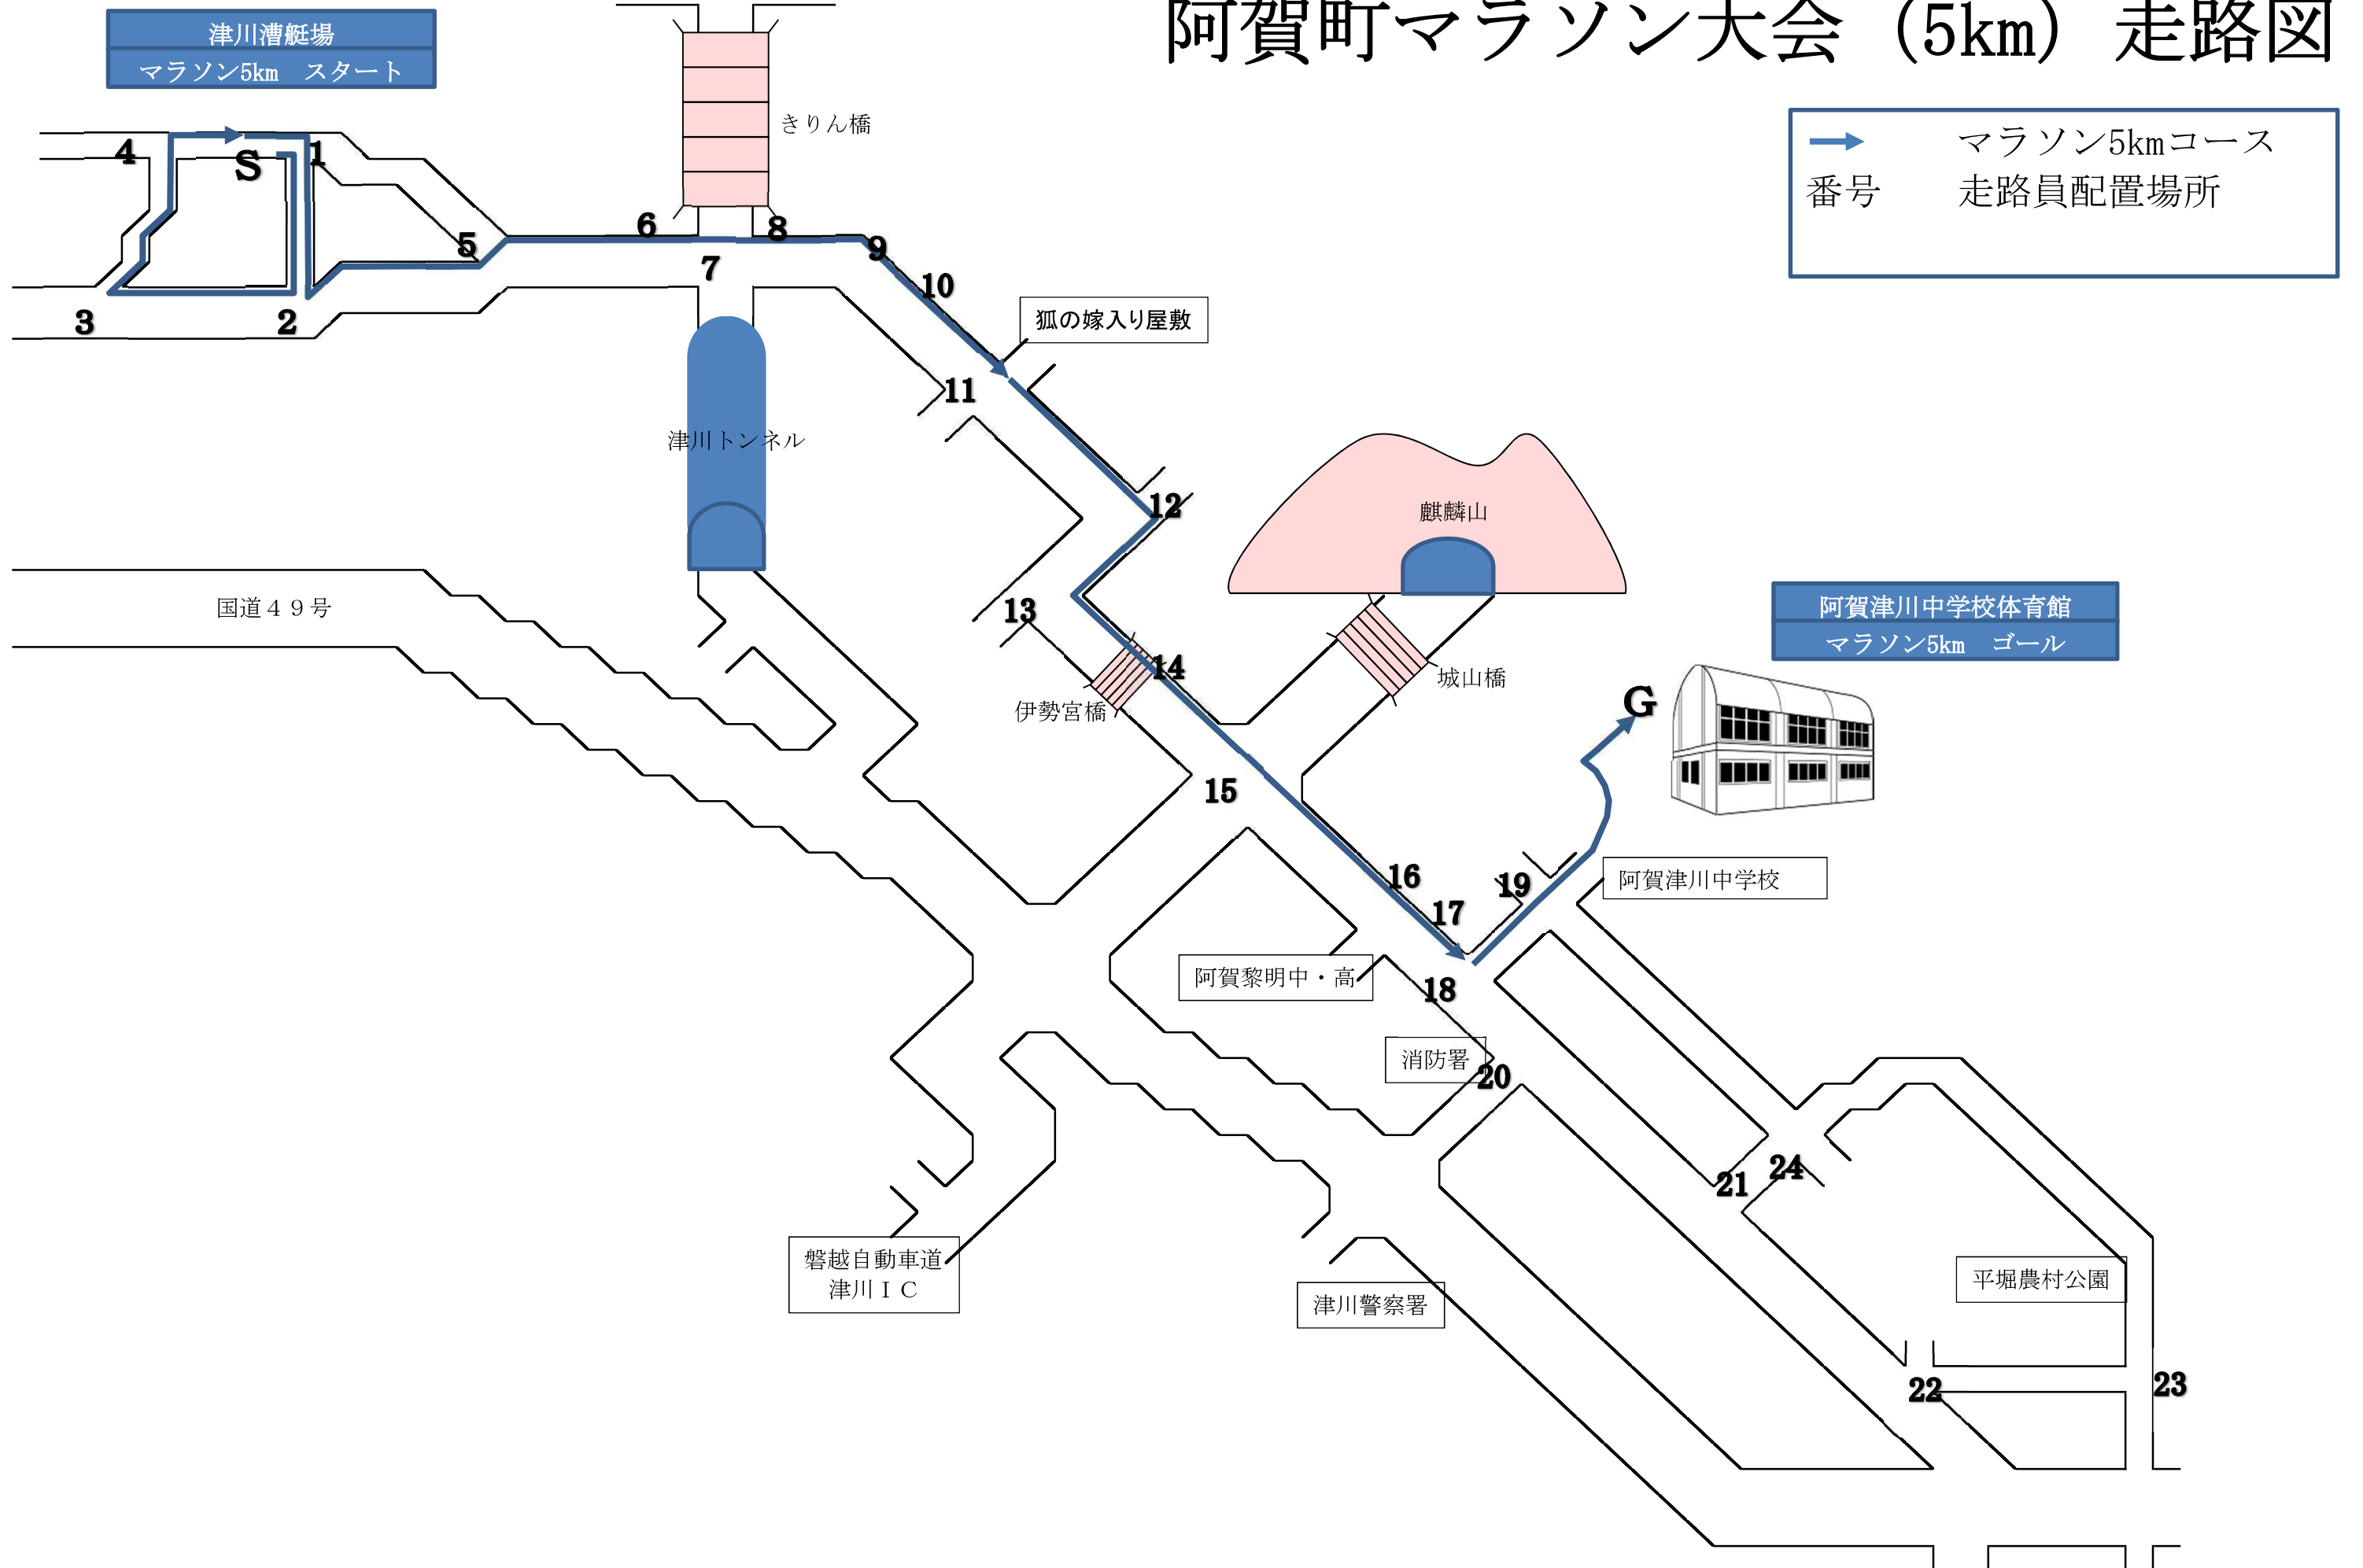 阿賀町マラソン大会（5km） 走路図
津川漕艇場
マラソン5km　スタート
マラソン5kmコース
番号　走路員配置場所
きりん橋
4
S
1
6
8
5
9
7
10
3
2
狐の嫁入り屋敷
11
津川トンネル
12
麒麟山
国道４９号
13
阿賀津川中学校体育館
マラソン5km　ゴール
14
城山橋
伊勢宮橋
G
15
16
19
阿賀津川中学校
17
阿賀黎明中・高
18
消防署
20
24
21
磐越自動車道
津川ＩＣ
平堀農村公園
津川警察署
22
23